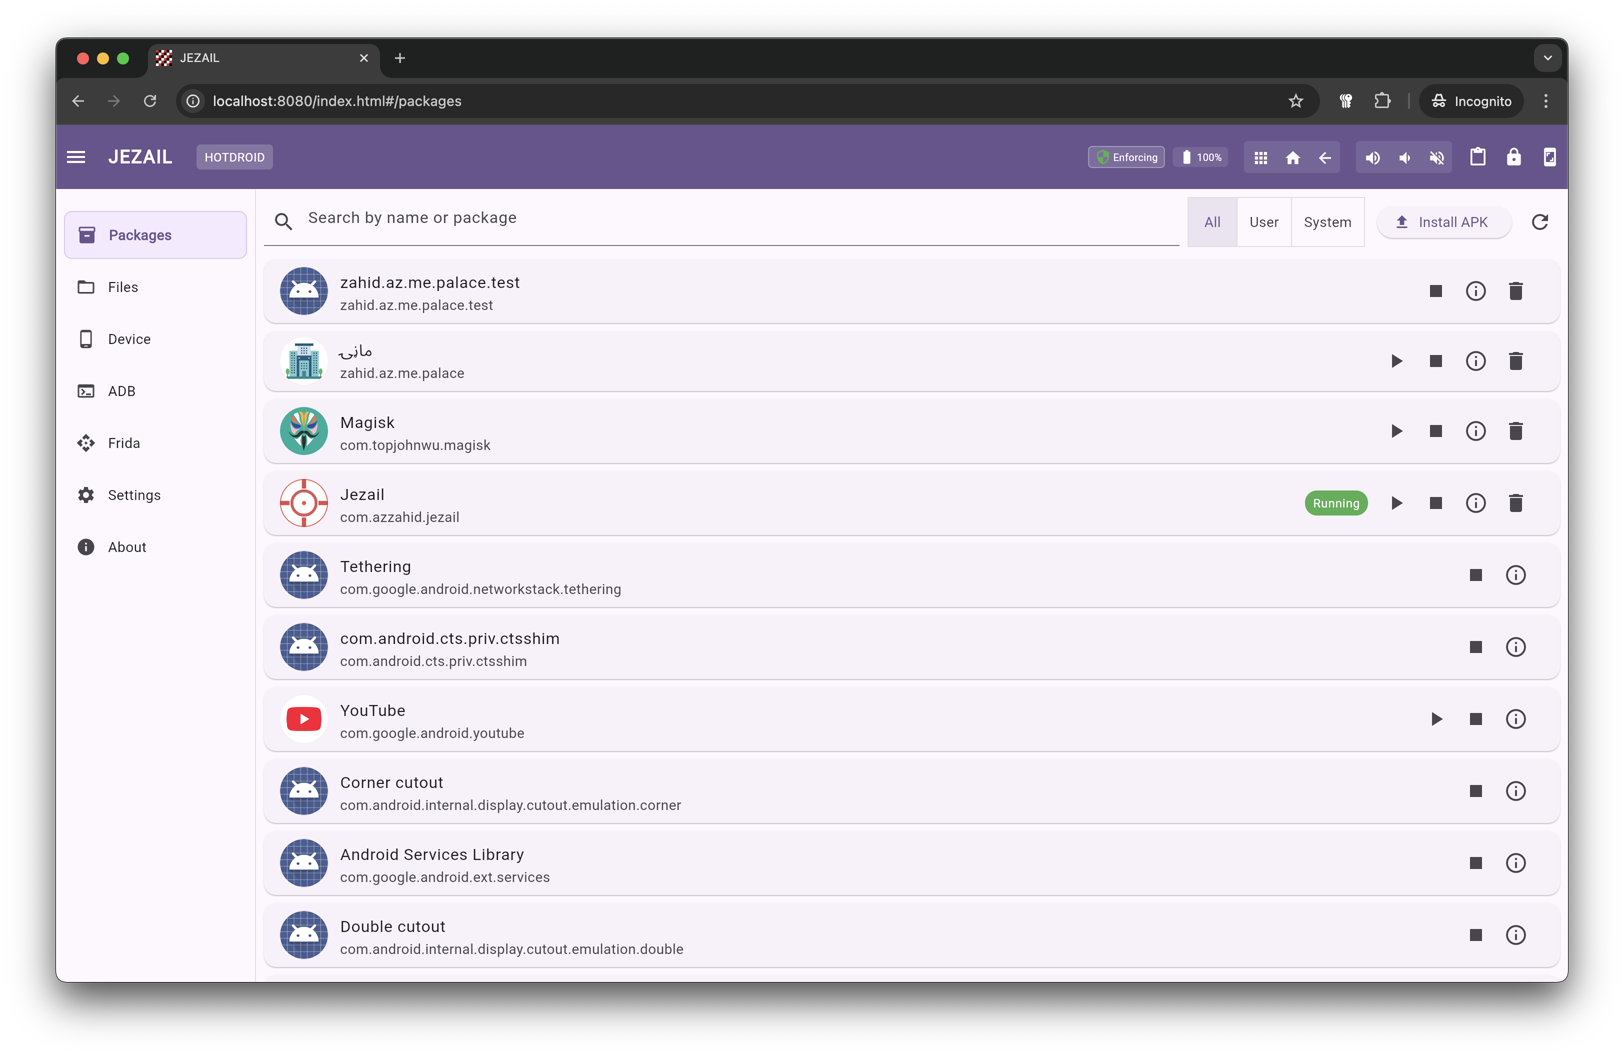 JEZAIL
localhost:8080/index.html#/packages
Incognito
JEZAIL
HOTDROID
Enforcing
100%
Packages
Files
Device
ADB
Frida
Settings
About
Search by name or package
All
User
System
Install APK
zahid.az.me.palace.test
zahid.az.me.palace.test
ماڼۍ
zahid.az.me.palace
Magisk
com.topjohnwu.magisk
Jezail
com.azzahid.jezail
Running
Tethering
com.google.android.networkstack.tethering
com.android.cts.priv.ctsshim
com.android.cts.priv.ctsshim
YouTube
com.google.android.youtube
Corner cutout
com.android.internal.display.cutout.emulation.corner
Android Services Library
com.google.android.ext.services
Double cutout
com.android.internal.display.cutout.emulation.double